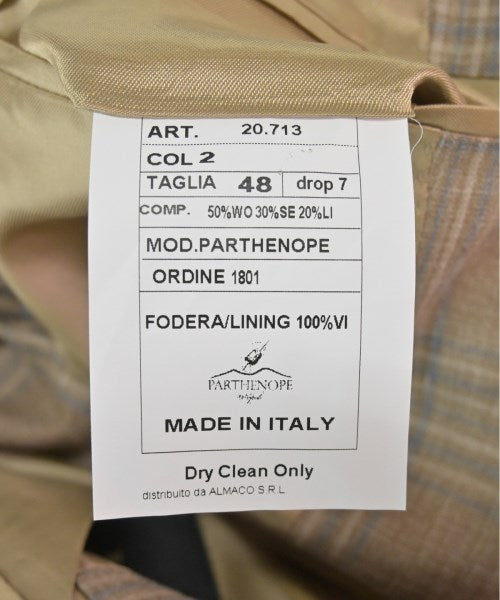 ART. 20.713
COL 2
TAGLIA 48 drop 7
COMP. 50%WO 30%SE 20%LI
MOD.PARTHENOPE
ORDINE 1801
FODERA/LINING 100%VI
PARTHENOPE
MADE IN ITALY
Dry Clean Only
distribuito da ALMACO S.R.L